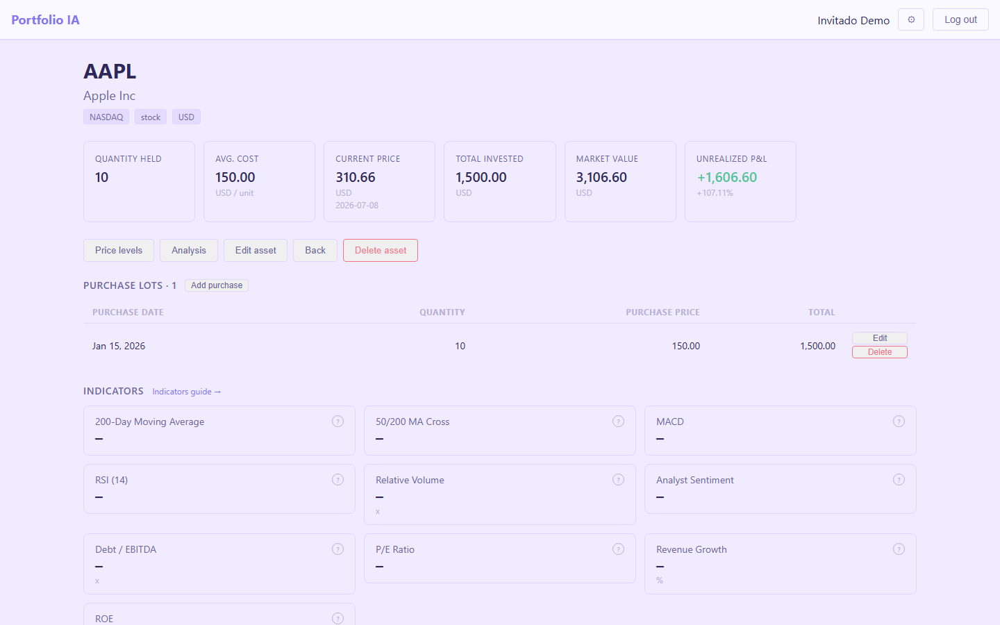 Portfolio IA
Invitado Demo
⚙
Log out
AAPL
Apple Inc
NASDAQ stock USD
QUANTITY HELD
10
AVG. COST
150.00
USD / unit
CURRENT PRICE
310.66
USD
2026-07-08
TOTAL INVESTED
1,500.00
USD
MARKET VALUE
3,106.60
USD
UNREALIZED P&L
+1,606.60
+107.11%
Price levels Analysis Edit asset Back Delete asset
PURCHASE LOTS · 1 Add purchase
PURCHASE DATE QUANTITY PURCHASE PRICE TOTAL
Jan 15, 2026 10 150.00 1,500.00 Edit
Delete
INDICATORS Indicators guide →
200-Day Moving Average ?
—
50/200 MA Cross ?
—
MACD ?
—
RSI (14) ?
—
Relative Volume ?
—
x
Analyst Sentiment ?
—
Debt / EBITDA ?
—
x
P/E Ratio ?
—
Revenue Growth ?
—
%
ROE ?